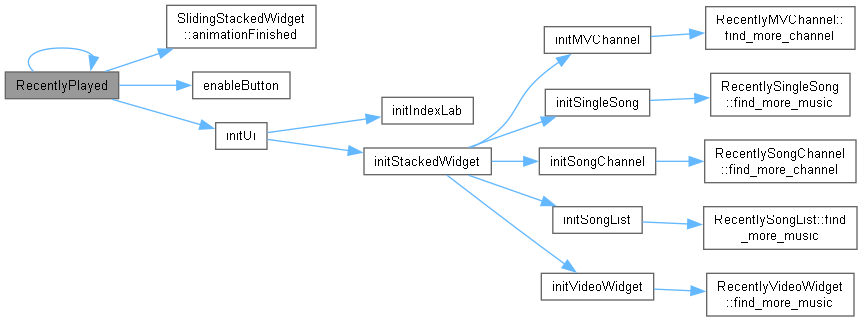 SlidingStackedWidget
::animationFinished
RecentlyPlayed
enableButton
initUi
initIndexLab
initStackedWidget
initMVChannel
RecentlyMVChannel::
find_more_channel
initSingleSong
RecentlySingleSong
::find_more_music
initSongChannel
RecentlySongChannel
::find_more_channel
initSongList
RecentlySongList::find
_more_music
initVideoWidget
RecentlyVideoWidget
::find_more_music